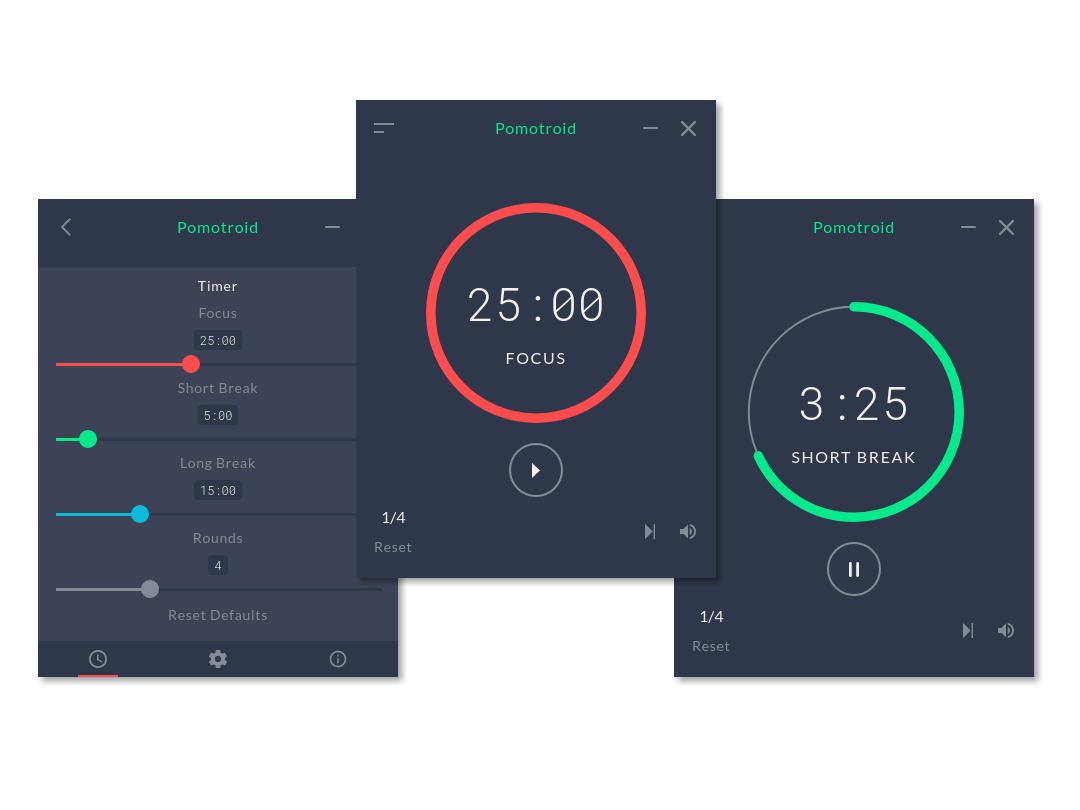 Pomotroid
Timer
Focus
25:00
Short Break
5:00
Long Break
15:00
Rounds
4
Reset Defaults
Pomotroid
25:00
FOCUS
1/4
Reset
Pomotroid
3:25
SHORT BREAK
1/4
Reset